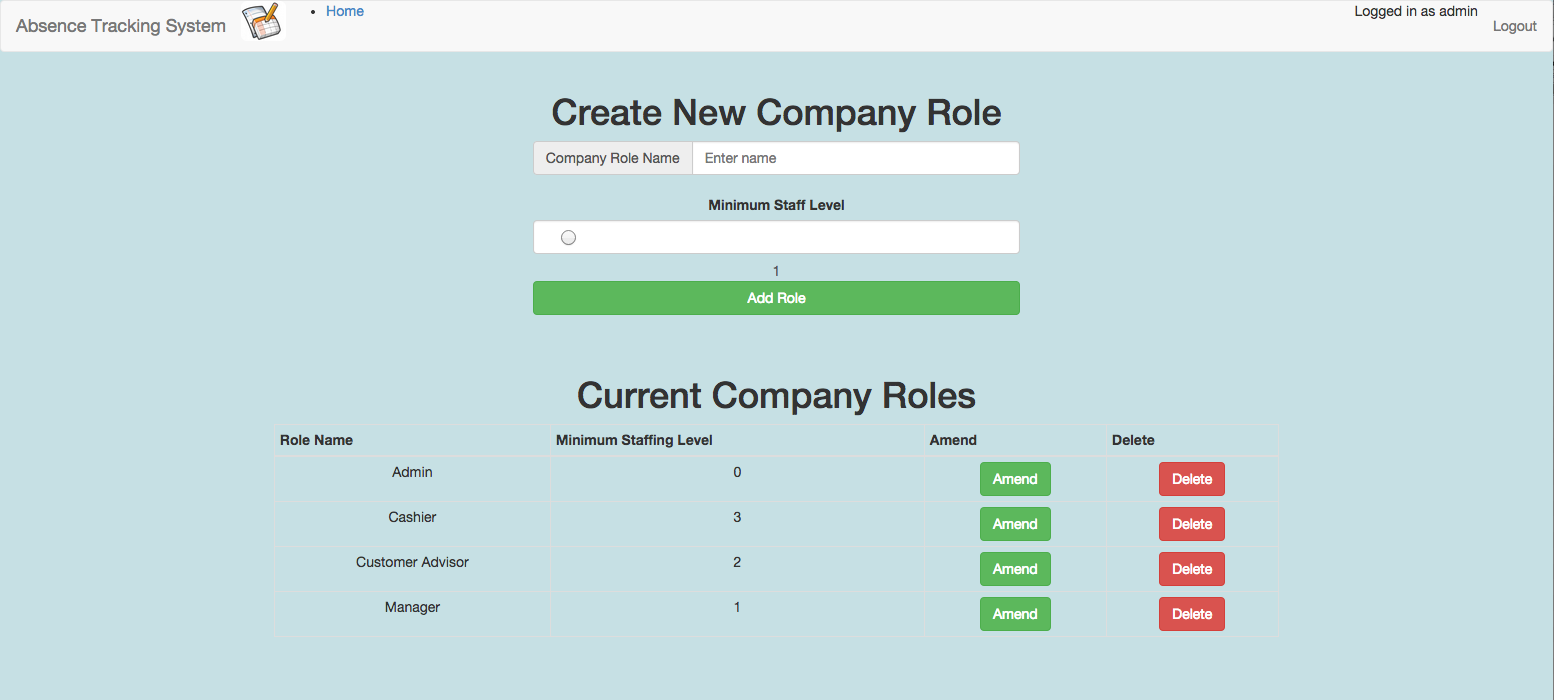 Absence Tracking System
• Home
Logged in as admin
Logout
Create New Company Role
Company Role Name Enter name
Minimum Staff Level
1
Add Role
Current Company Roles
Role Name Minimum Staffing Level Amend Delete
Admin 0 Amend Delete
Cashier 3 Amend Delete
Customer Advisor 2 Amend Delete
Manager 1 Amend Delete